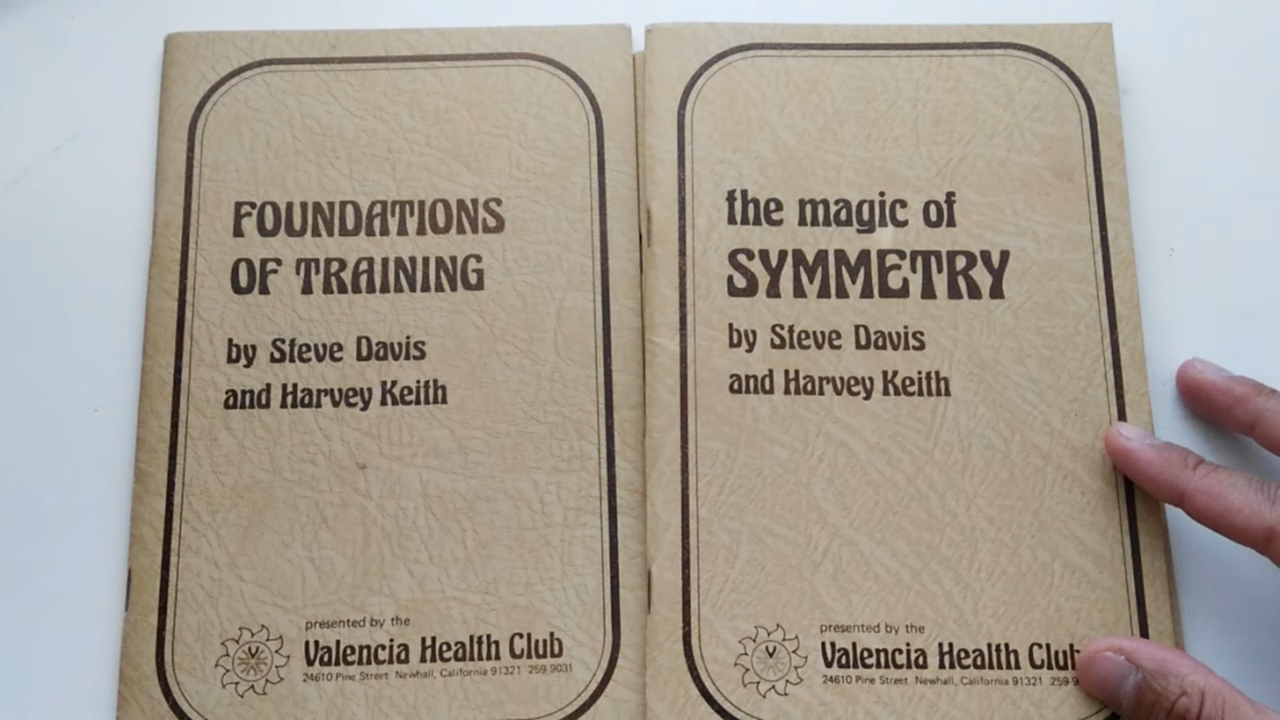 FOUNDATIONS
OF TRAINING
by Steve Davis
and Harvey Keith
presented by the
Valencia Health Club
24610 Pine Street Newhall, California 91321 259-9031
the magic of
SYMMETRY
by Steve Davis
and Harvey Keith
presented by the
Valencia Health Club
24610 Pine Street Newhall, California 91321
V
V